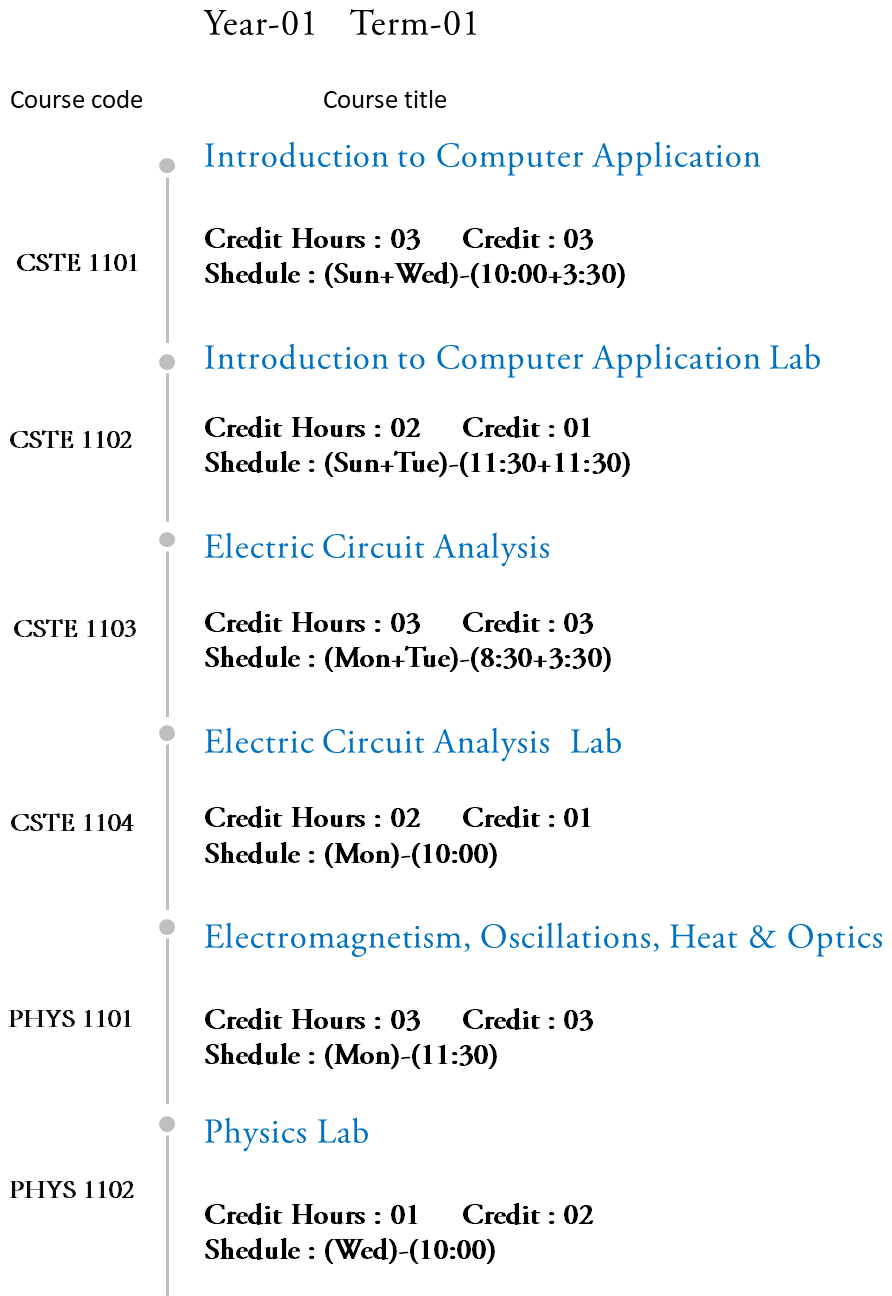 Year-01 Term-01
Course code Course title
Introduction to Computer Application
CSTE 1101
Credit Hours : 03 Credit : 03
Shedule : (Sun+Wed)-(10:00+3:30)
Introduction to Computer Application Lab
CSTE 1102
Credit Hours : 02 Credit : 01
Shedule : (Sun+Tue)-(11:30+11:30)
Electric Circuit Analysis
CSTE 1103
Credit Hours : 03 Credit : 03
Shedule : (Mon+Tue)-(8:30+3:30)
Electric Circuit Analysis Lab
CSTE 1104
Credit Hours : 02 Credit : 01
Shedule : (Mon)-(10:00)
Electromagnetism, Oscillations, Heat & Optics
PHYS 1101
Credit Hours : 03 Credit : 03
Shedule : (Mon)-(11:30)
Physics Lab
PHYS 1102
Credit Hours : 01 Credit : 02
Shedule : (Wed)-(10:00)